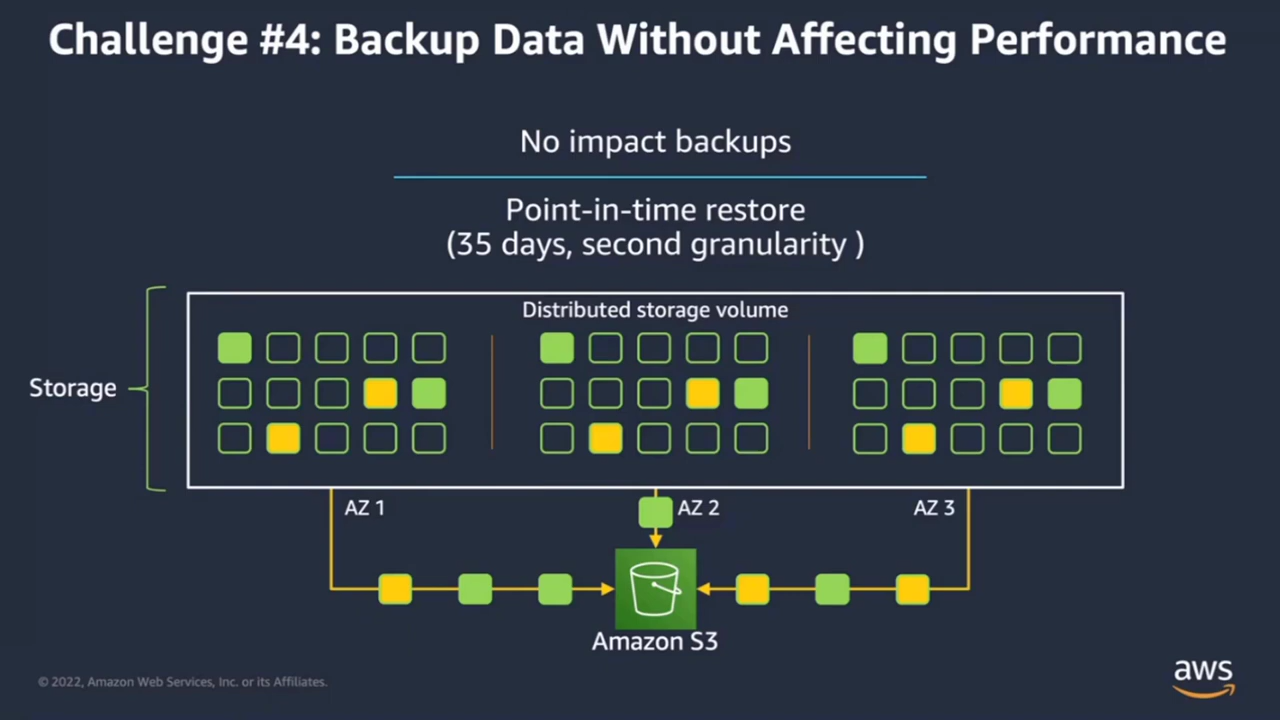 Challenge #4: Backup Data Without Affecting Performance
No impact backups
Point-in-time restore
(35 days, second granularity )
Distributed storage volume
Storage
AZ 1
AZ 2
AZ 3
Amazon S3
© 2022, Amazon Web Services, Inc. or its Affiliates.
aws